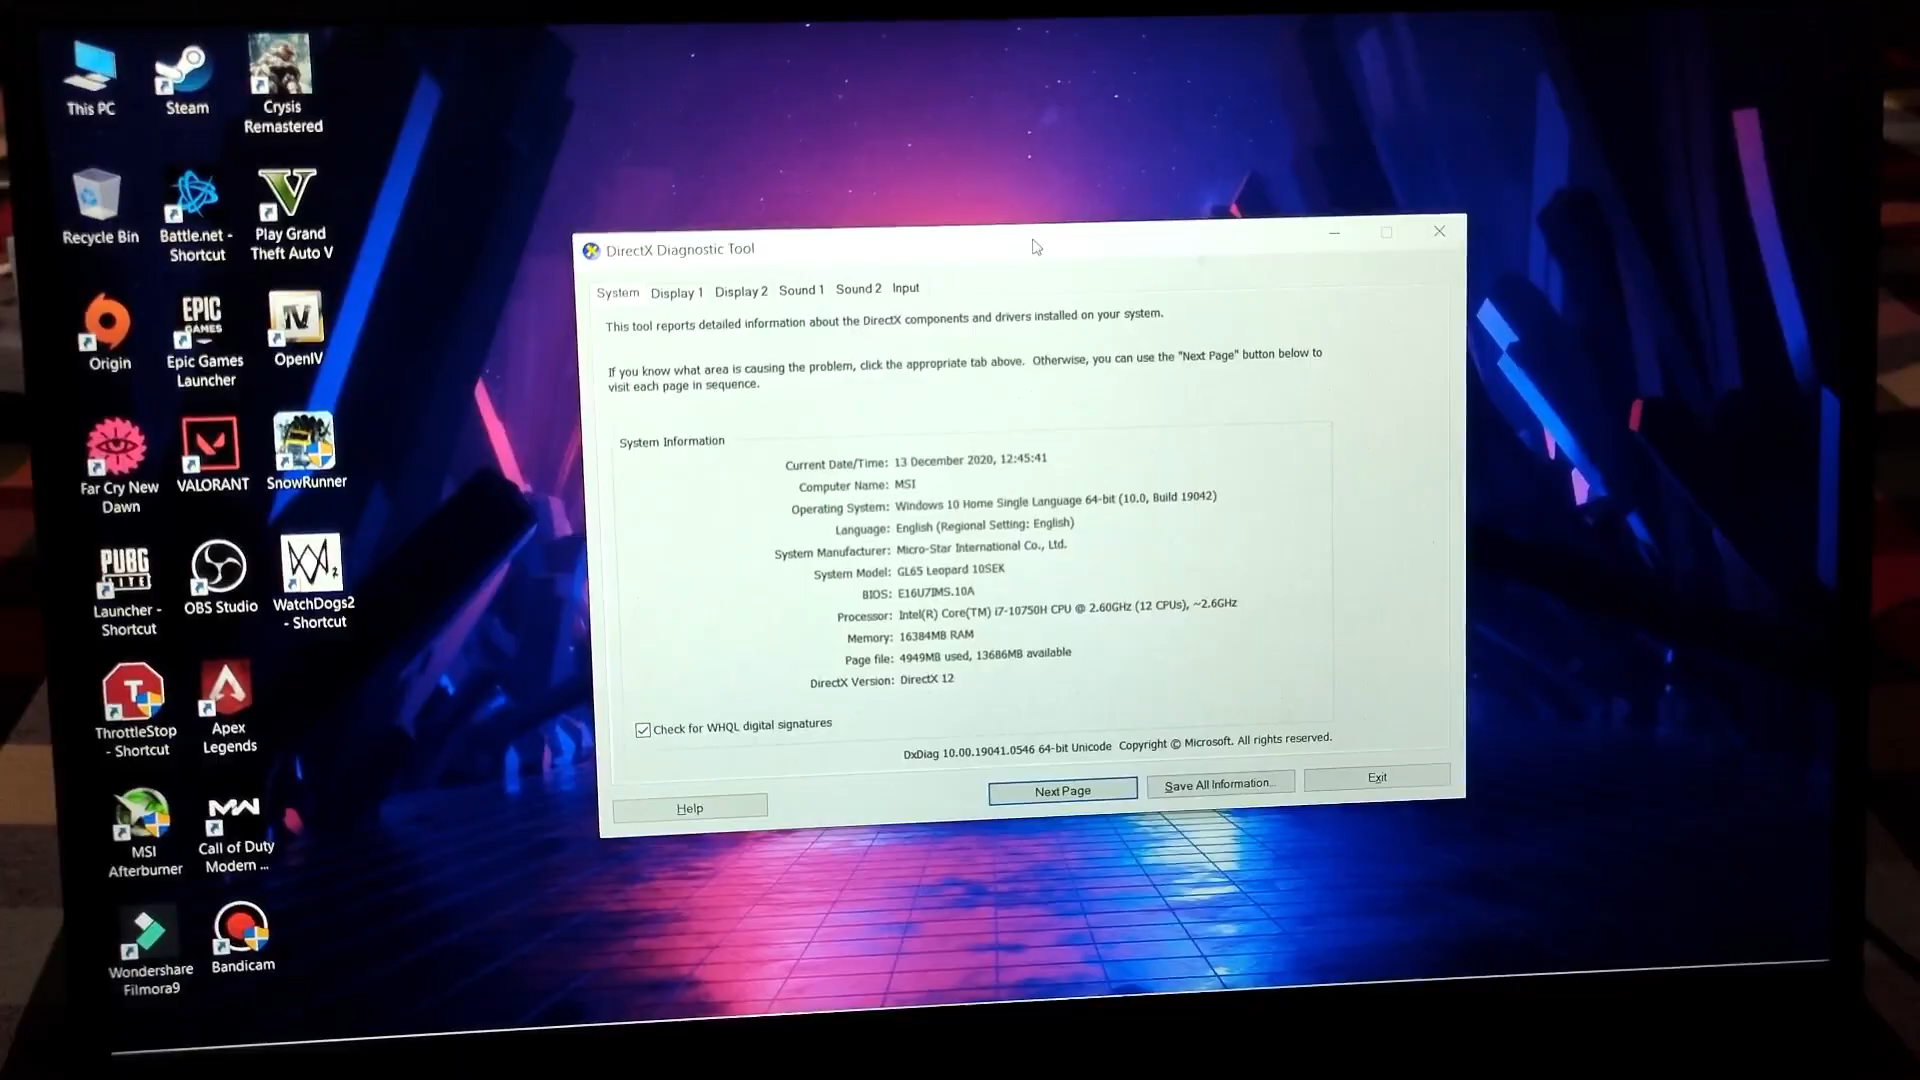 This PC
Steam
Crysis
Remastered
Recycle Bin
Battle.net -
Shortcut
Play Grand
Theft Auto V
Origin
EPIC
GAMES
Epic Games
Launcher
IV
OpenIV
Far Cry New
Dawn
VALORANT
SnowRunner
PUBG
LITE
Launcher -
Shortcut
OBS Studio
2
WatchDogs2
- Shortcut
T
ThrottleStop
- Shortcut
Apex
Legends
MSI
Afterburner
MW
Call of Duty
Modern ...
Wondershare
Filmora9
Bandicam
DirectX Diagnostic Tool
System Display 1 Display 2 Sound 1 Sound 2 Input
This tool reports detailed information about the DirectX components and drivers installed on your system.
If you know what area is causing the problem, click the appropriate tab above. Otherwise, you can use the "Next Page" button below to
visit each page in sequence.
System Information
Current Date/Time: 13 December 2020, 12:45:41
Computer Name: MSI
Operating System: Windows 10 Home Single Language 64-bit (10.0, Build 19042)
Language: English (Regional Setting: English)
System Manufacturer: Micro-Star International Co., Ltd.
System Model: GL65 Leopard 10SEK
BIOS: E16U7IMS.10A
Processor: Intel(R) Core(TM) i7-10750H CPU @ 2.60GHz (12 CPUs), ~2.6GHz
Memory: 16384MB RAM
Page file: 4949MB used, 13686MB available
DirectX Version: DirectX 12
Check for WHQL digital signatures
DxDiag 10.00.19041.0546 64-bit Unicode Copyright © Microsoft. All rights reserved.
Help
Next Page
Save All Information...
Exit